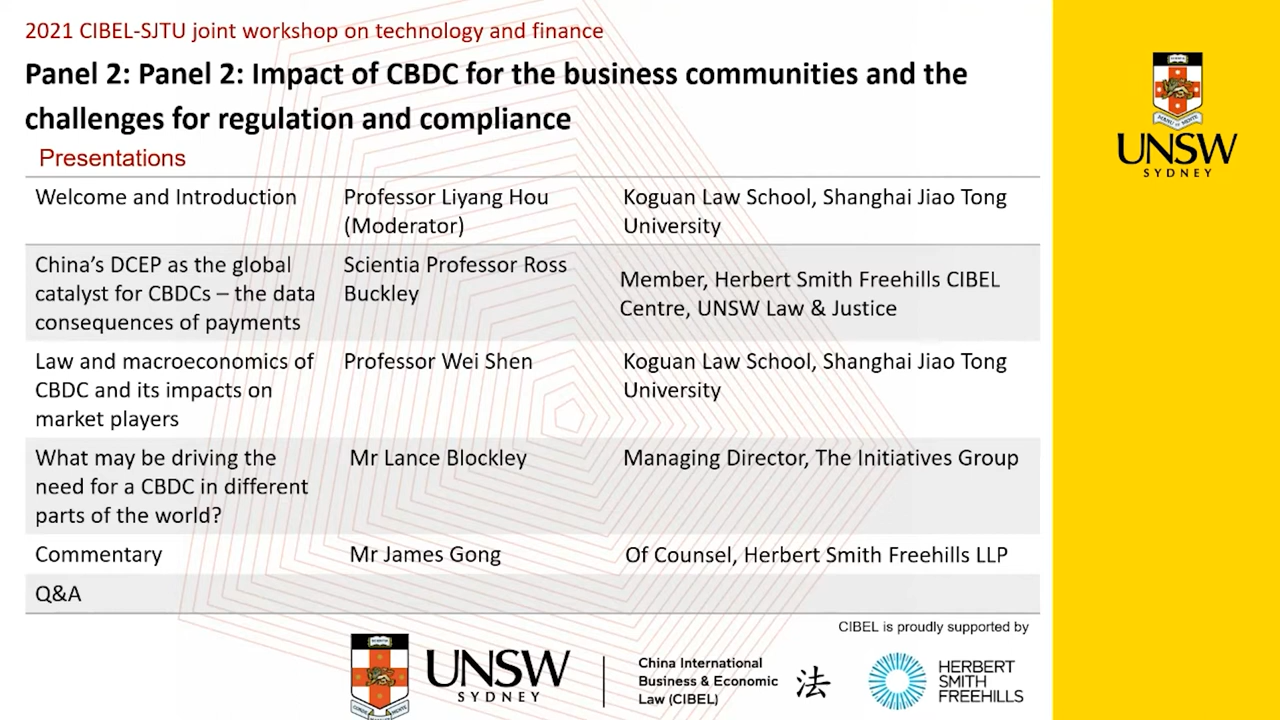 2021 CIBEL-SJTU joint workshop on technology and finance
Panel 2: Panel 2: Impact of CBDC for the business communities and the
challenges for regulation and compliance
Presentations
Welcome and Introduction
Professor Liyang Hou
(Moderator)
Koguan Law School, Shanghai Jiao Tong
University
China's DCEP as the global
catalyst for CBDCs – the data
consequences of payments
Scientia Professor Ross
Buckley
Member, Herbert Smith Freehills CIBEL
Centre, UNSW Law & Justice
Law and macroeconomics of
CBDC and its impacts on
market players
Professor Wei Shen
Koguan Law School, Shanghai Jiao Tong
University
What may be driving the
need for a CBDC in different
parts of the world?
Mr Lance Blockley
Managing Director, The Initiatives Group
Commentary
Mr James Gong
Of Counsel, Herbert Smith Freehills LLP
Q&A
CIBEL is proudly supported by
UNSW
SYDNEY
China International
Business & Economic
Law (CIBEL)
法
HERBERT
SMITH
FREEHILLS
UNSW
SYDNEY